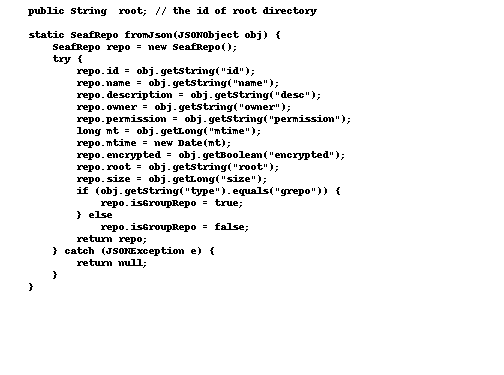 public String  root; // the id of root directory

static SeafRepo fromJson(JSONObject obj) {
    SeafRepo repo = new SeafRepo();
    try {
        repo.id = obj.getString("id");
        repo.name = obj.getString("name");
        repo.description = obj.getString("desc");
        repo.owner = obj.getString("owner");
        repo.permission = obj.getString("permission");
        long mt = obj.getLong("mtime");
        repo.mtime = new Date(mt);
        repo.encrypted = obj.getBoolean("encrypted");
        repo.root = obj.getString("root");
        repo.size = obj.getLong("size");
        if (obj.getString("type").equals("grepo")) {
            repo.isGroupRepo = true;
        } else
            repo.isGroupRepo = false;
        return repo;
    } catch (JSONException e) {
        return null;
    }
}